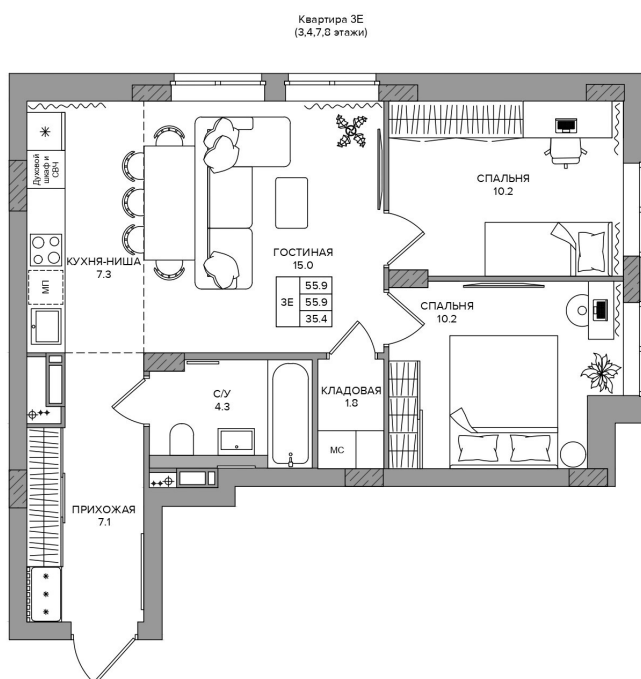 Квартира 3Е
(3,4,7,8 этажи)
Духовой
шкаф и
СВЧ
СПАЛЬНЯ
10.2
КУХНЯ-НИША
7.3
ГОСТИНАЯ
15.0
МП
3Е
55.9
55.9
35.4
СПАЛЬНЯ
10.2
С/У
4.3
КЛАДОВАЯ
1.8
МС
ПРИХОЖАЯ
7.1